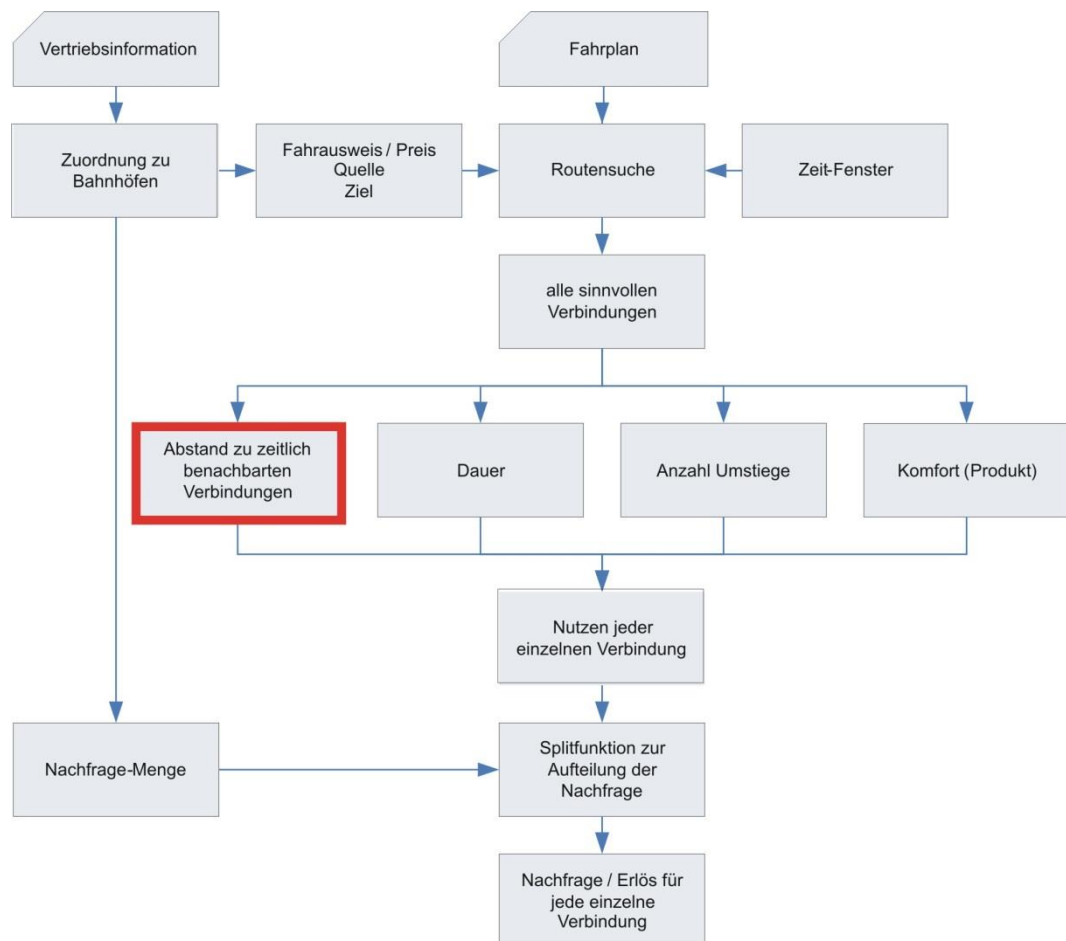 Vertriebsinformation
Fahrplan
Zuordnung zu
Bahnhöfen
Fahrausweis / Preis
Quelle
Ziel
Routensuche
Zeit-Fenster
alle sinnvollen
Verbindungen
Abstand zu zeitlich
benachbarten
Verbindungen
Dauer
Anzahl Umstiege
Komfort (Produkt)
Nutzen jeder
einzelnen Verbindung
Nachfrage-Menge
Splitfunktion zur
Aufteilung der
Nachfrage
Nachfrage / Erlös für
jede einzelne
Verbindung